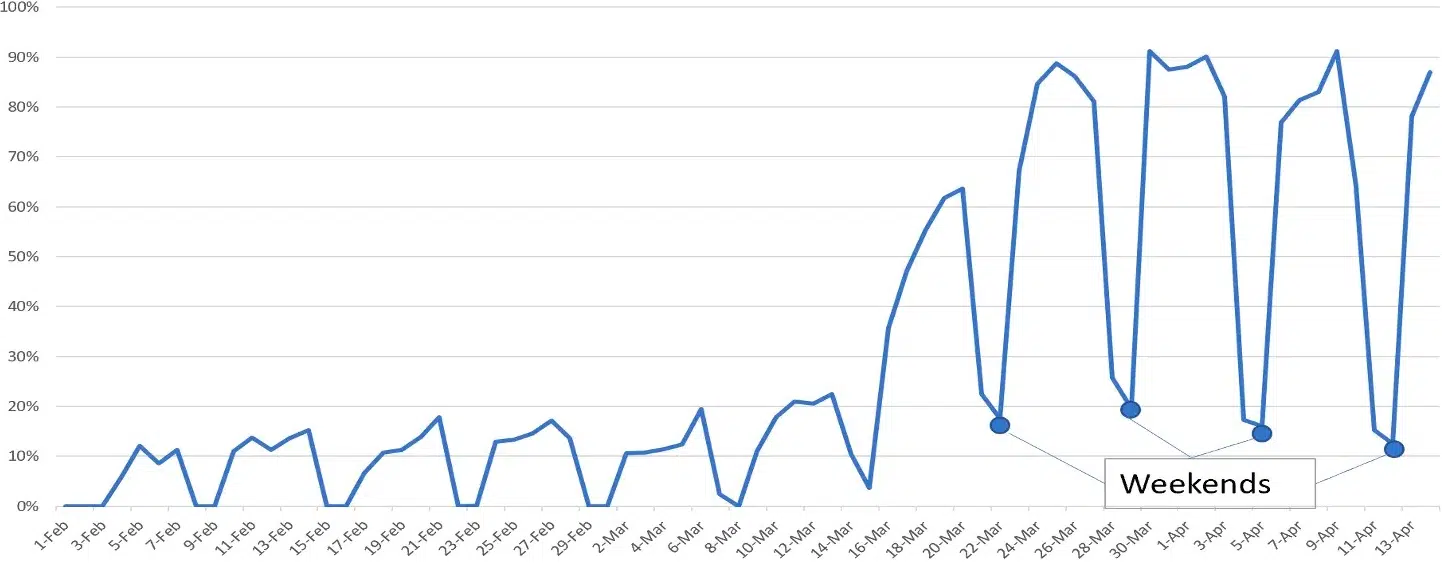 100%
90%
80%
70%
60%
50%
40%
30%
20%
10%
0%
Weekends
1-Feb
3-Feb
5-Feb
7-Feb
9-Feb
11-Feb
13-Feb
15-Feb
17-Feb
19-Feb
21-Feb
23-Feb
25-Feb
27-Feb
29-Feb
2-Mar
4-Mar
6-Mar
8-Mar
10-Mar
12-Mar
14-Mar
16-Mar
18-Mar
20-Mar
22-Mar
24-Mar
26-Mar
28-Mar
30-Mar
1-Apr
3-Apr
5-Apr
7-Apr
9-Apr
11-Apr
13-Apr